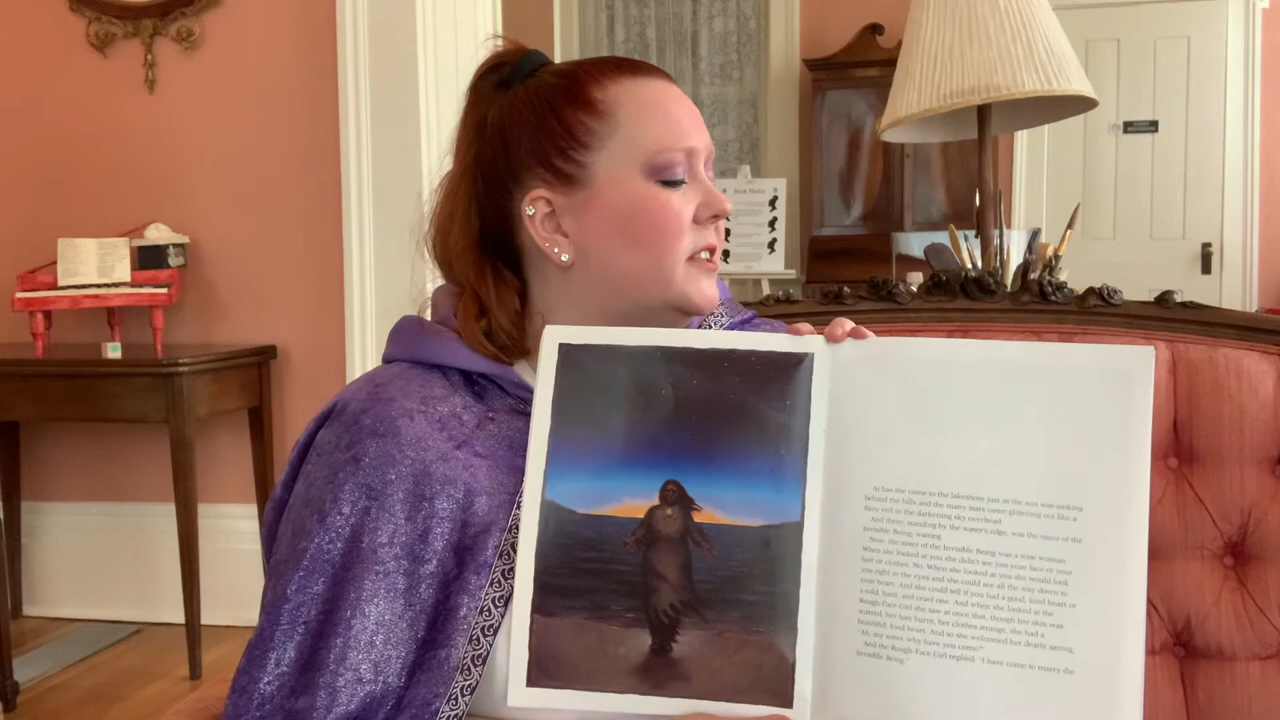 At last she came to the lakeshore just as the sun was sinking
behind the hills and the many stars came glittering out like a
fiery veil in the darkening sky overhead.
And there, standing by the water's edge, was the sister of the
Invisible Being, waiting.
Now, the sister of the Invisible Being was a wise woman.
When she looked at you she didn't see just your face or your
hair or clothes. No. When she looked at you she would look
you right in the eyes and she could see all the way down to
your heart. And she could tell if you had a good, kind heart or
a cold, hard, and cruel one. And when she looked at the
Rough-Face Girl she saw at once that, though her skin was
scarred, her hair burnt, her clothes strange, she had a
beautiful, kind heart. And so she welcomed her dearly saying,
"Ah, my sister, why have you come?"
And the Rough-Face Girl replied, "I have come to marry the
Invisible Being."